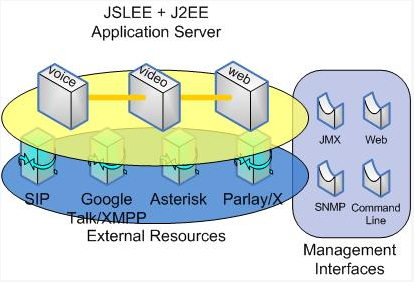 JSLEE + J2EE
Application Server
voice
video
web
JMX
Web
SNMP
Command
Line
SIP
Google
Talk/XMPP
Asterisk
Parlay/X
External Resources
Management
Interfaces